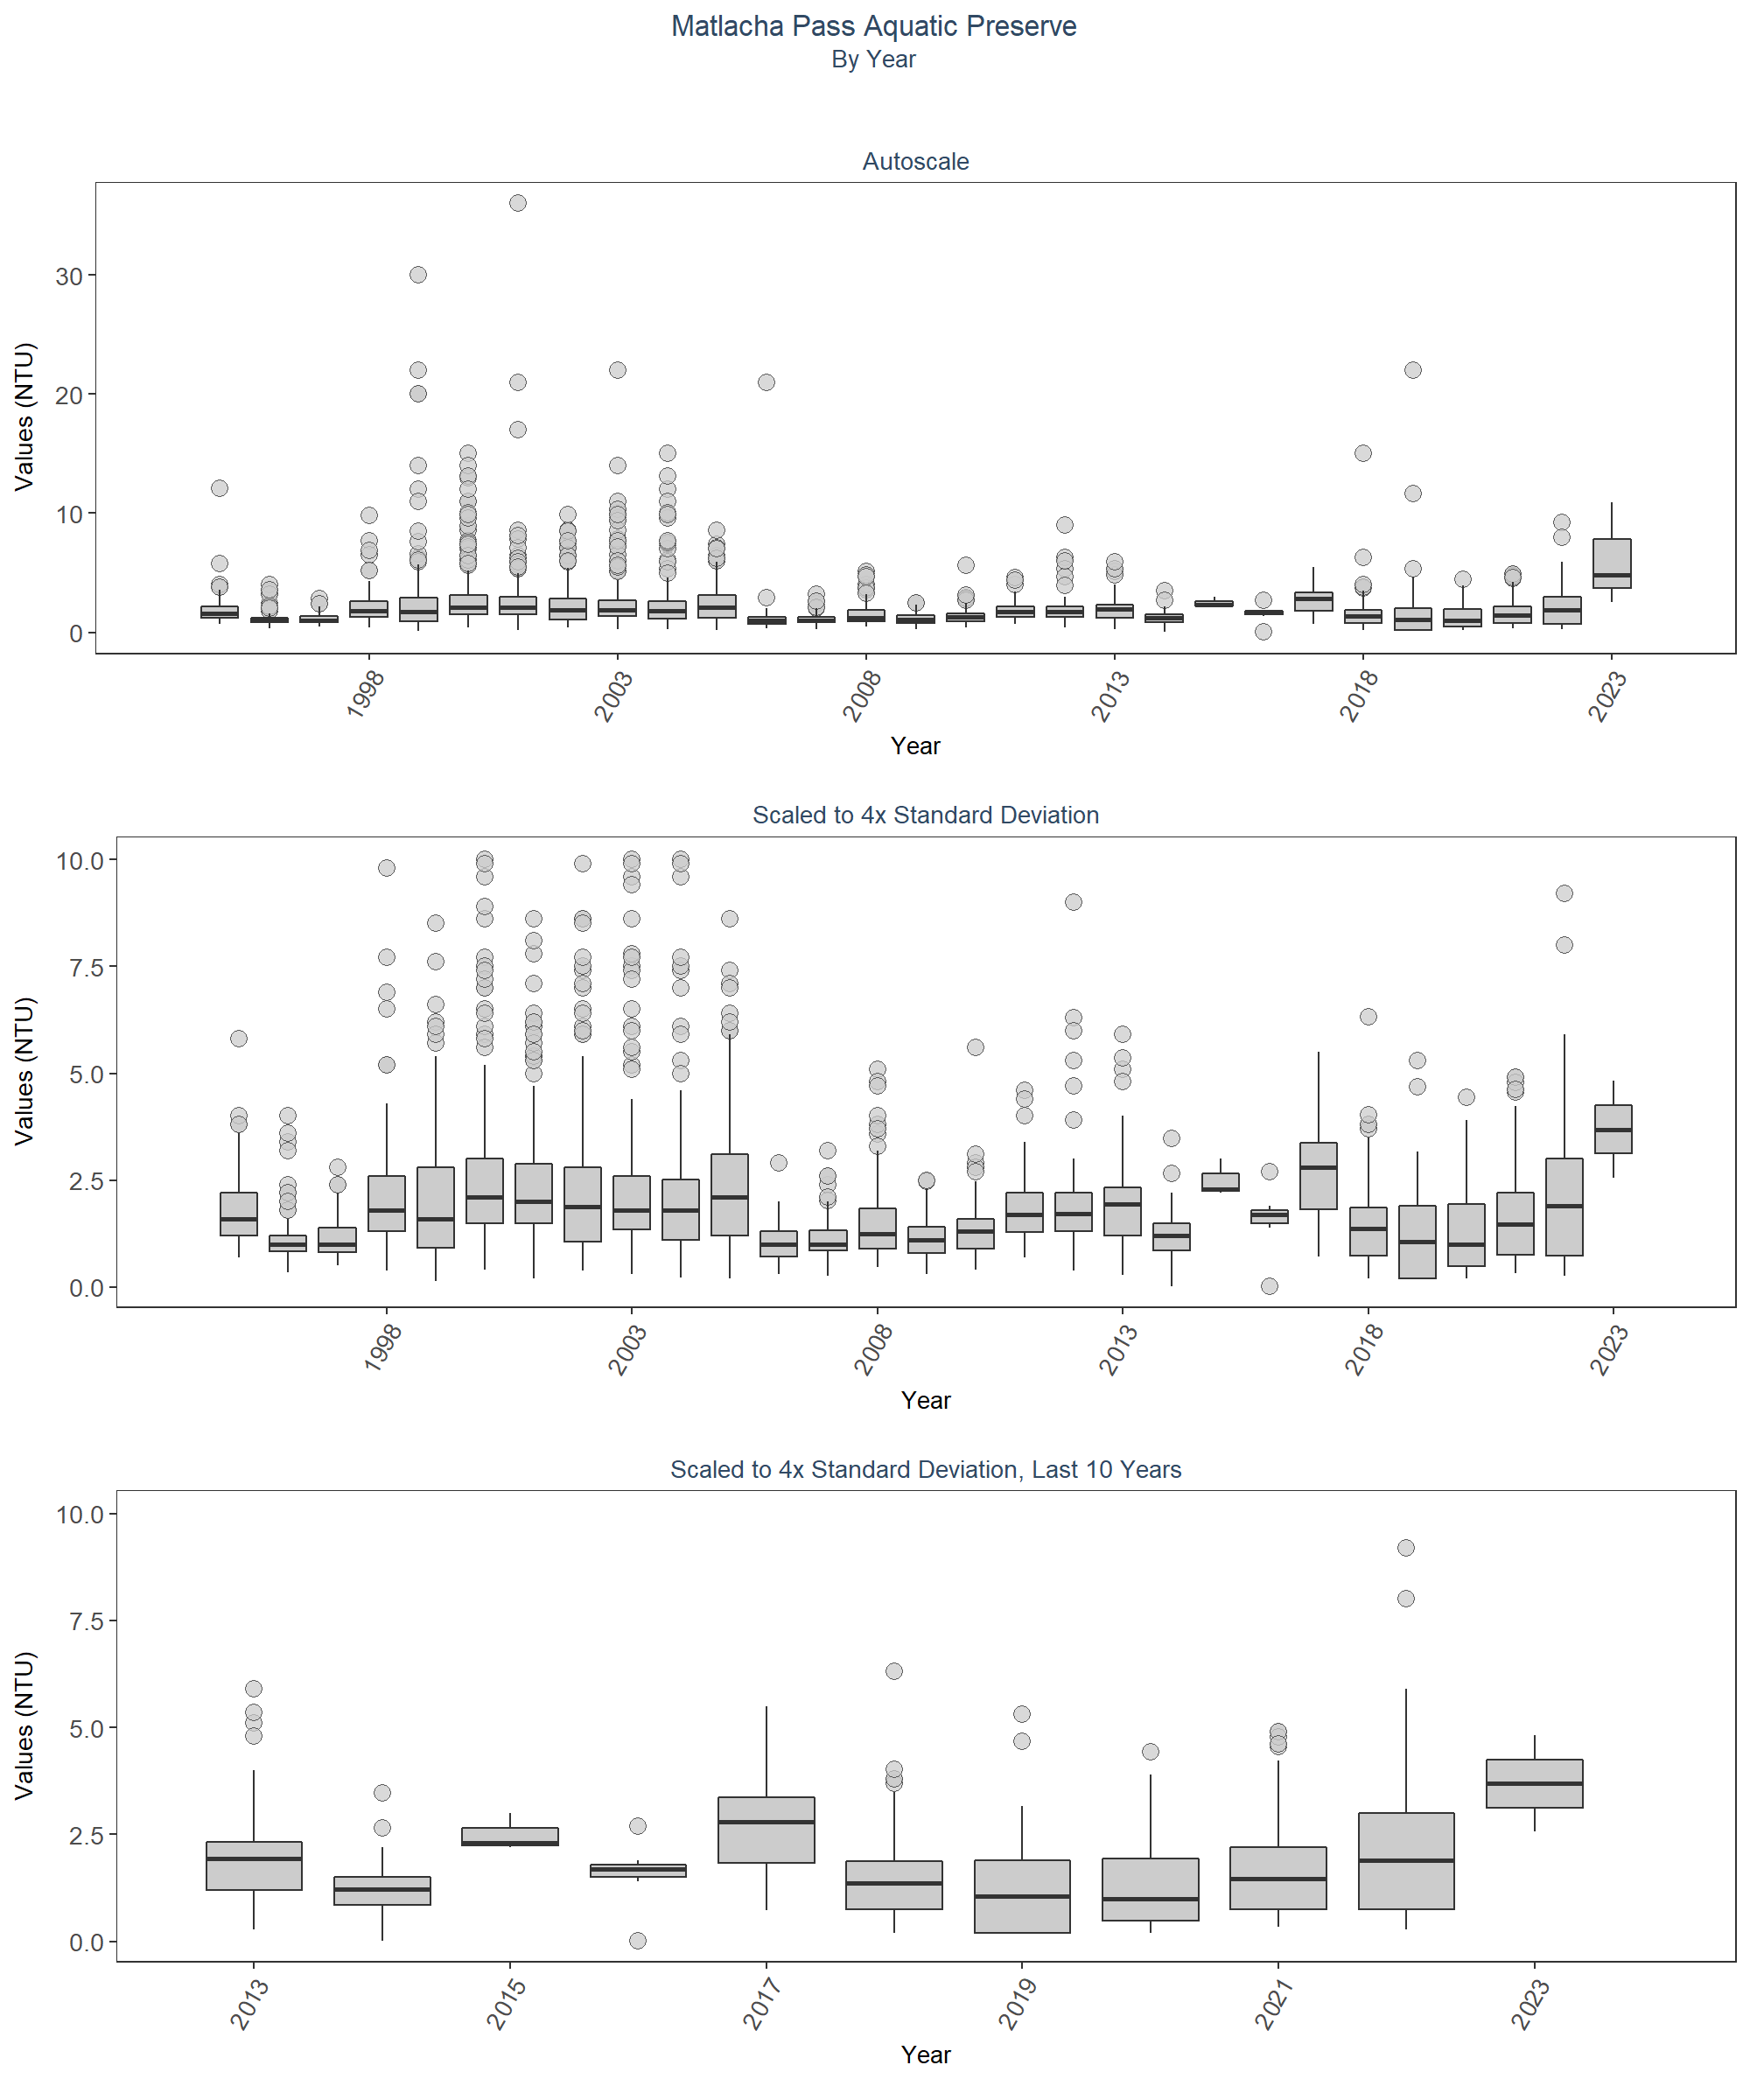 Matlacha Pass Aquatic Preserve
By Year
Autoscale
Values (NTU)
30
20
10
0
1998
2003
2008
2013
2018
2023
Year
Scaled to 4x Standard Deviation
Values (NTU)
10.0
7.5
5.0
2.5
0.0
1998
2003
2008
2013
2018
2023
Year
Scaled to 4x Standard Deviation, Last 10 Years
Values (NTU)
10.0
7.5
5.0
2.5
0.0
2013
2015
2017
2019
2021
2023
Year